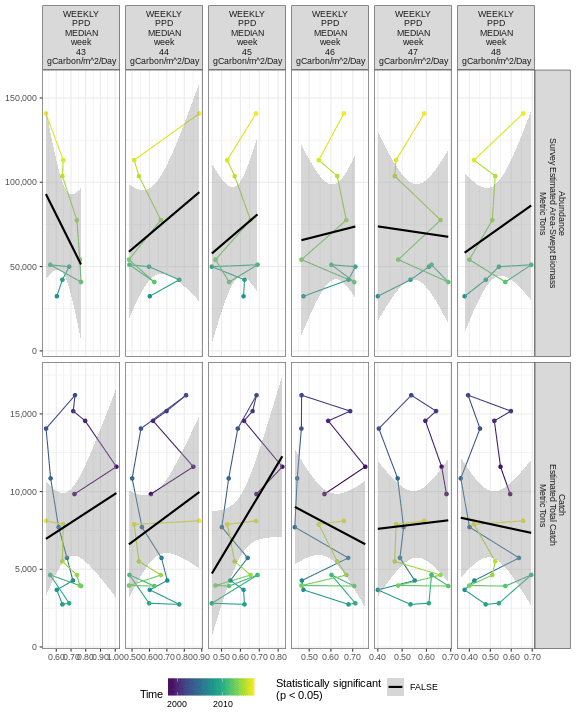 WEEKLY
PPD
MEDIAN
week
43
gCarbon/m^2/Day
WEEKLY
PPD
MEDIAN
week
44
gCarbon/m^2/Day
WEEKLY
PPD
MEDIAN
week
45
gCarbon/m^2/Day
WEEKLY
PPD
MEDIAN
week
46
gCarbon/m^2/Day
WEEKLY
PPD
MEDIAN
week
47
gCarbon/m^2/Day
WEEKLY
PPD
MEDIAN
week
48
gCarbon/m^2/Day
150,000
100,000
50,000
0
Abundance
Survey Estimated Area-Swept Biomass
Metric Tons
15,000
10,000
5,000
0
Catch
Estimated Total Catch
Metric Tons
0.60 0.70 0.80 0.90 1.00
0.50 0.60 0.70 0.80 0.90
0.50 0.60 0.70 0.80
0.50 0.60 0.70
0.40 0.50 0.60 0.70
0.40 0.50 0.60 0.70
Time
2000 2010
Statistically significant
(p < 0.05)
FALSE